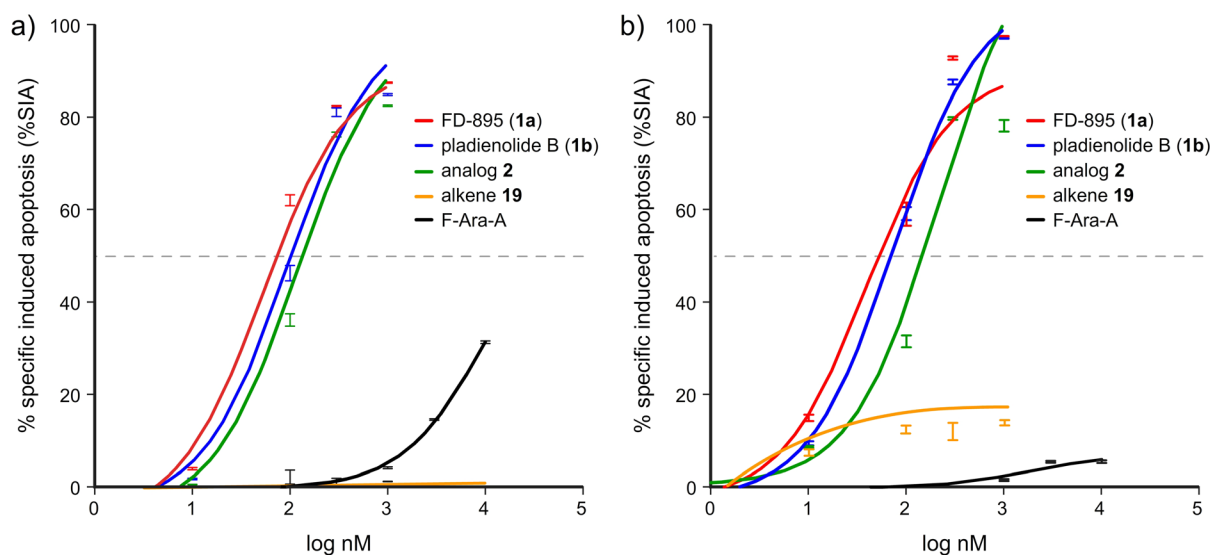 a)
% specific induced apoptosis (%SIA)
100
80
60
40
20
0
0 1 2 3 4 5
log nM
FD-895 (1a)
pladienolide B (1b)
analog 2
alkene 19
F-Ara-A
b)
% specific induced apoptosis (%SIA)
100
80
60
40
20
0
0 1 2 3 4 5
log nM
FD-895 (1a)
pladienolide B (1b)
analog 2
alkene 19
F-Ara-A